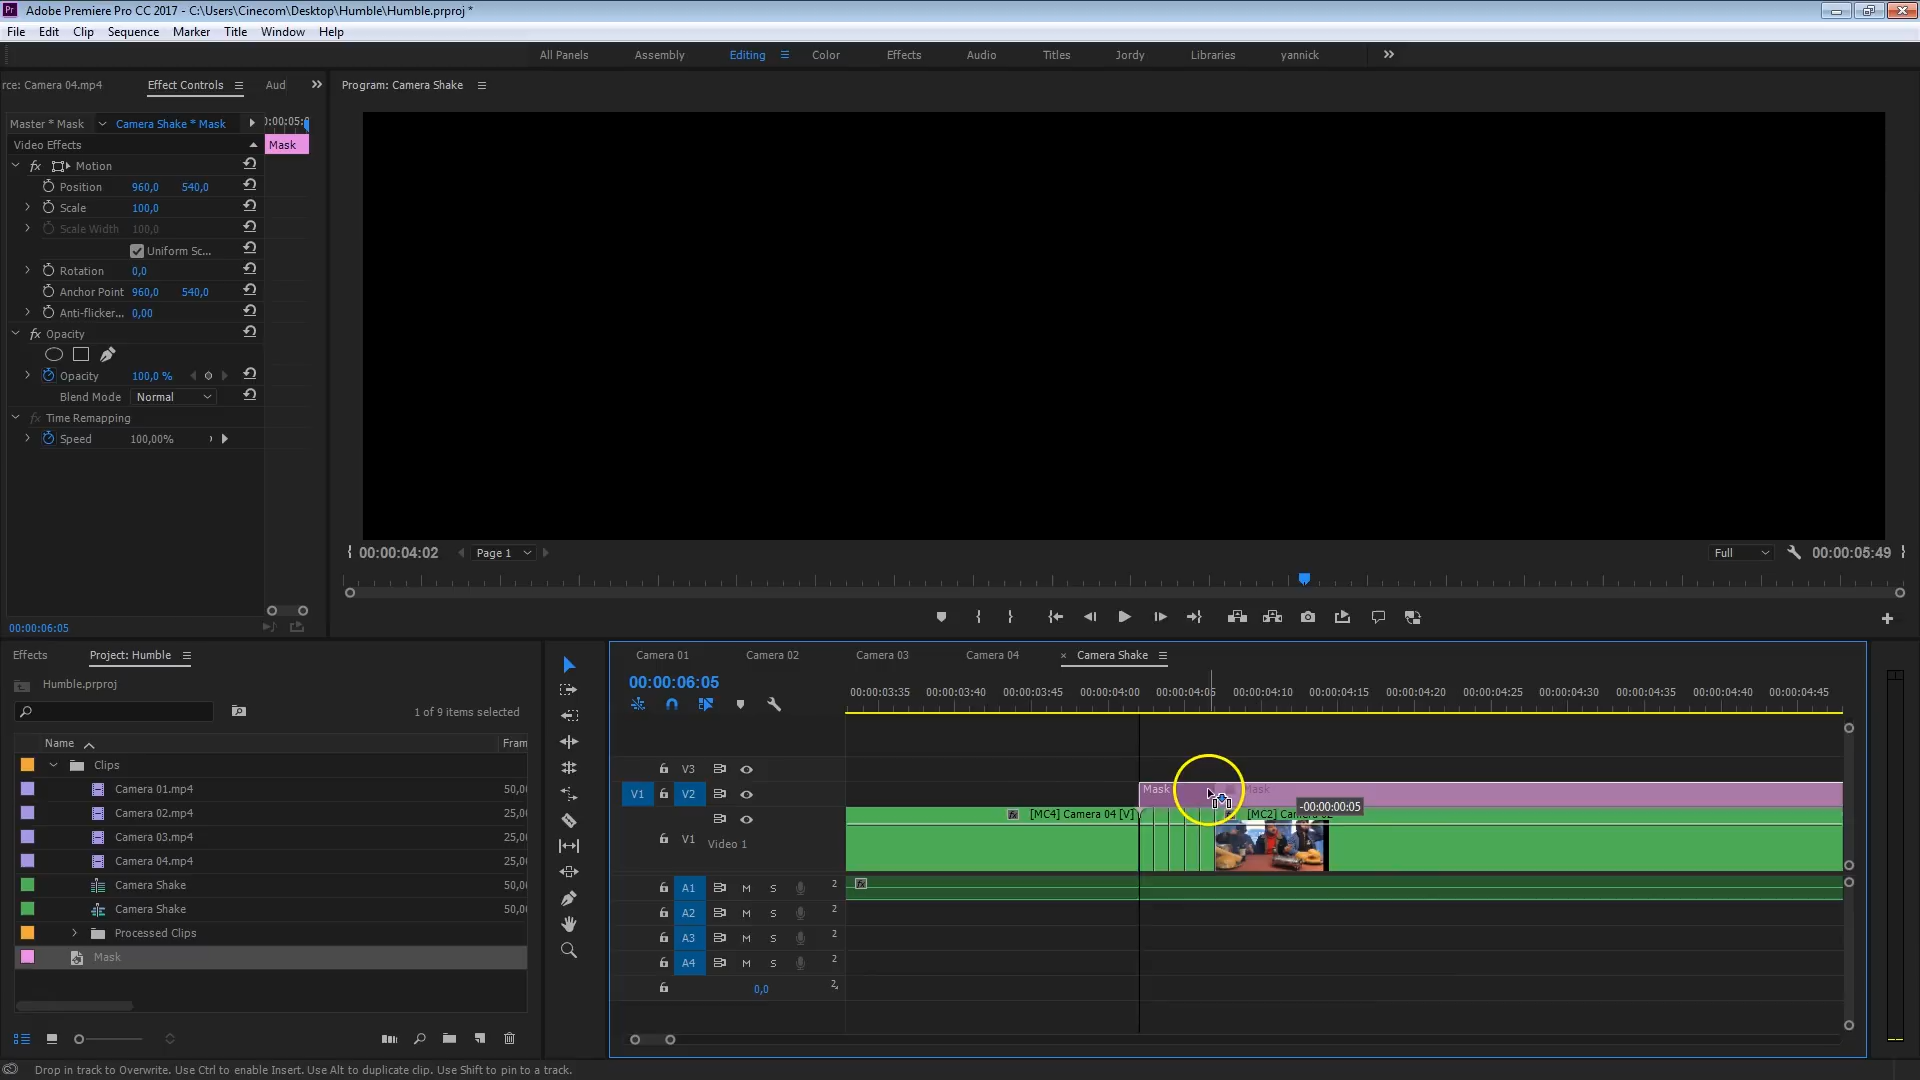 Adobe Premiere Pro CC 2017 - C:\Users\Cinecom\Desktop\Humble\Humble.prproj *
File Edit Clip Sequence Marker Title Window Help
All Panels Assembly Editing Color Effects Audio Titles Jordy Libraries yannick
rce: Camera 04.mp4 Effect Controls Aud Program: Camera Shake
Master * Mask Camera Shake * Mask
Video Effects Mask
fx Motion
Position 960,0 540,0
Scale 100,0
Scale Width 100,0
Uniform Sc...
Rotation 0,0
Anchor Point 960,0 540,0
Anti-flicker... 0,00
fx Opacity
Opacity 100,0 %
Blend Mode Normal
fx Time Remapping
Speed 100,00%
00:00:04:02 Page 1 Full 00:00:05:49
00:00:06:05
Effects Project: Humble
Humble.prproj
1 of 9 items selected
Name Fram
Clips
Camera 01.mp4 50,0
Camera 02.mp4 50,0
Camera 03.mp4 25,0
Camera 04.mp4 25,0
Camera Shake 50,0
Camera Shake 50,0
Processed Clips
Mask
Camera 01 Camera 02 Camera 03 Camera 04 × Camera Shake
00:00:06:05
00:00:03:35 00:00:03:40 00:00:03:45 00:00:04:00 00:00:04:05 00:00:04:10 00:00:04:15 00:00:04:20 00:00:04:25 00:00:04:30 00:00:04:35 00:00:04:40 00:00:04:45
V3
V1 V2 Mask Mask
-00:00:00:05
[MC4] Camera 04 [V] [MC2] Camera 02
V1 Video 1
A1 M S 2
A2 M S 2
A3 M S 2
A4 M S 2
0,0 2
Drop in track to Overwrite. Use Ctrl to enable Insert. Use Alt to duplicate clip. Use Shift to pin to a track.